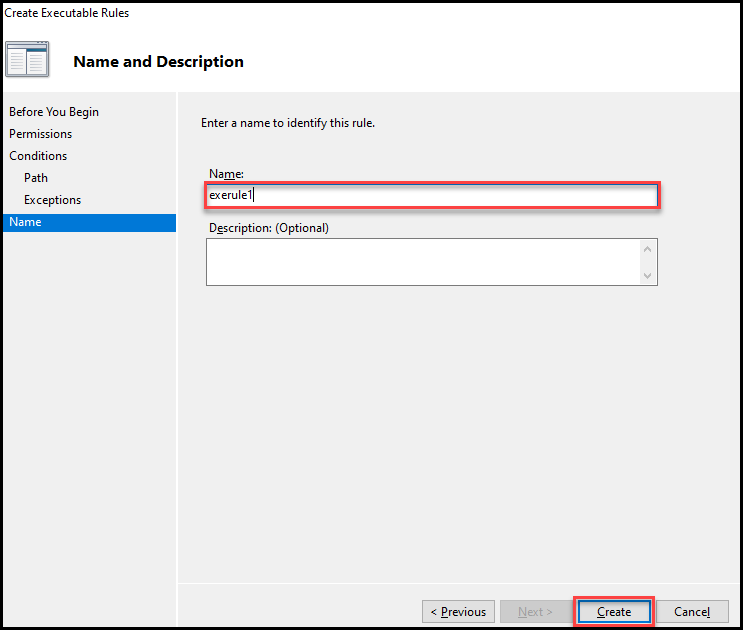 Create Executable Rules
Name and Description
Before You Begin
Permissions
Conditions
Path
Exceptions
Name
Enter a name to identify this rule.
Name:
exerule1
Description: (Optional)
< Previous
Next >
Create
Cancel